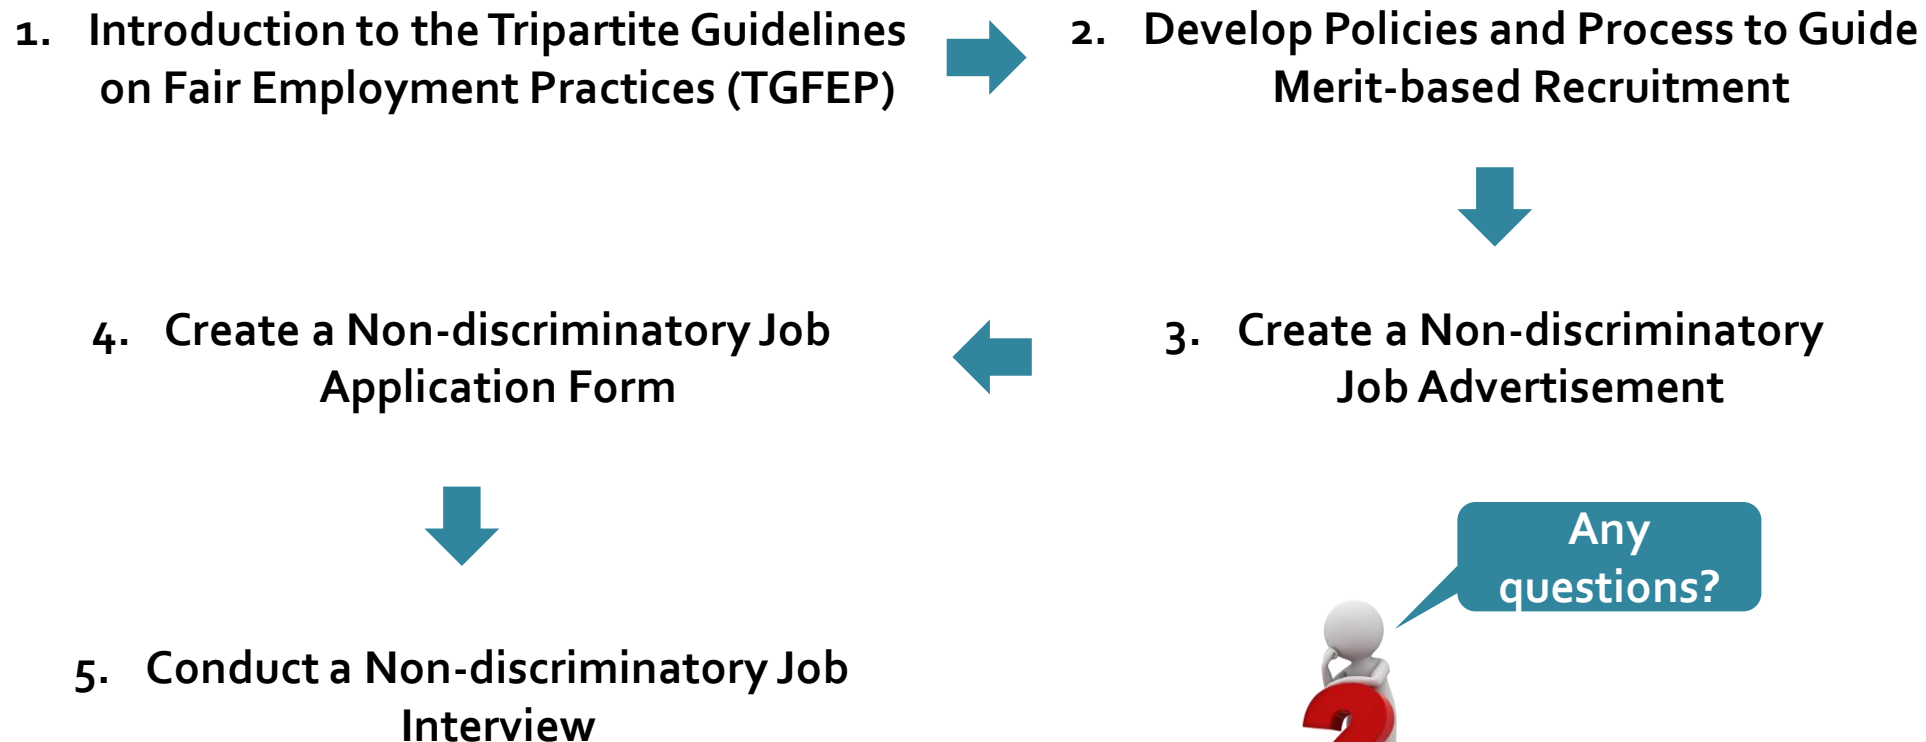 1. Introduction to the Tripartite Guidelines
on Fair Employment Practices (TGFEP)
2. Develop Policies and Process to Guide
Merit-based Recruitment
3. Create a Non-discriminatory
Job Advertisement
4. Create a Non-discriminatory Job
Application Form
5. Conduct a Non-discriminatory Job
Interview
Any
questions?